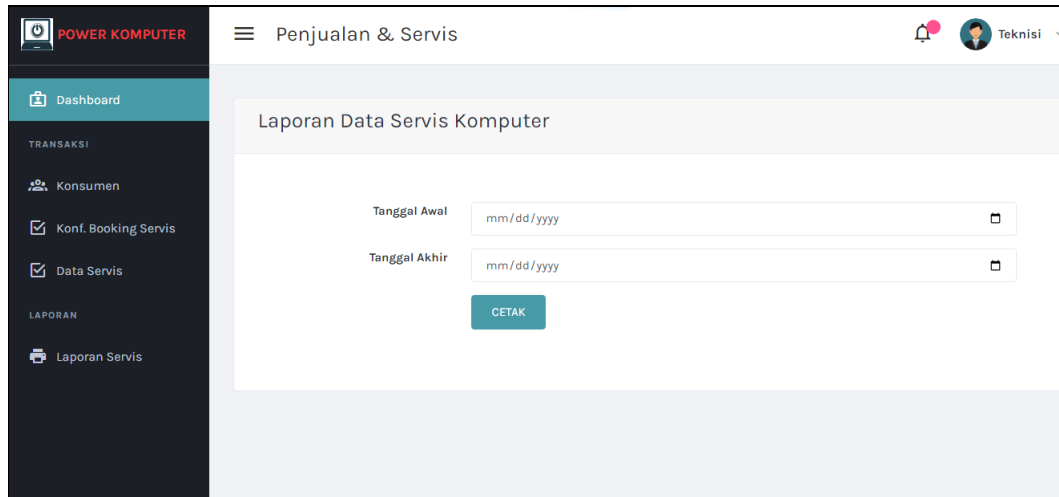 POWER KOMPUTER
Penjualan & Servis
Teknisi
Dashboard
TRANSAKSI
Konsumen
Konf. Booking Servis
Data Servis
LAPORAN
Laporan Servis
Laporan Data Servis Komputer
Tanggal Awal
mm/dd/yyyy
Tanggal Akhir
mm/dd/yyyy
CETAK